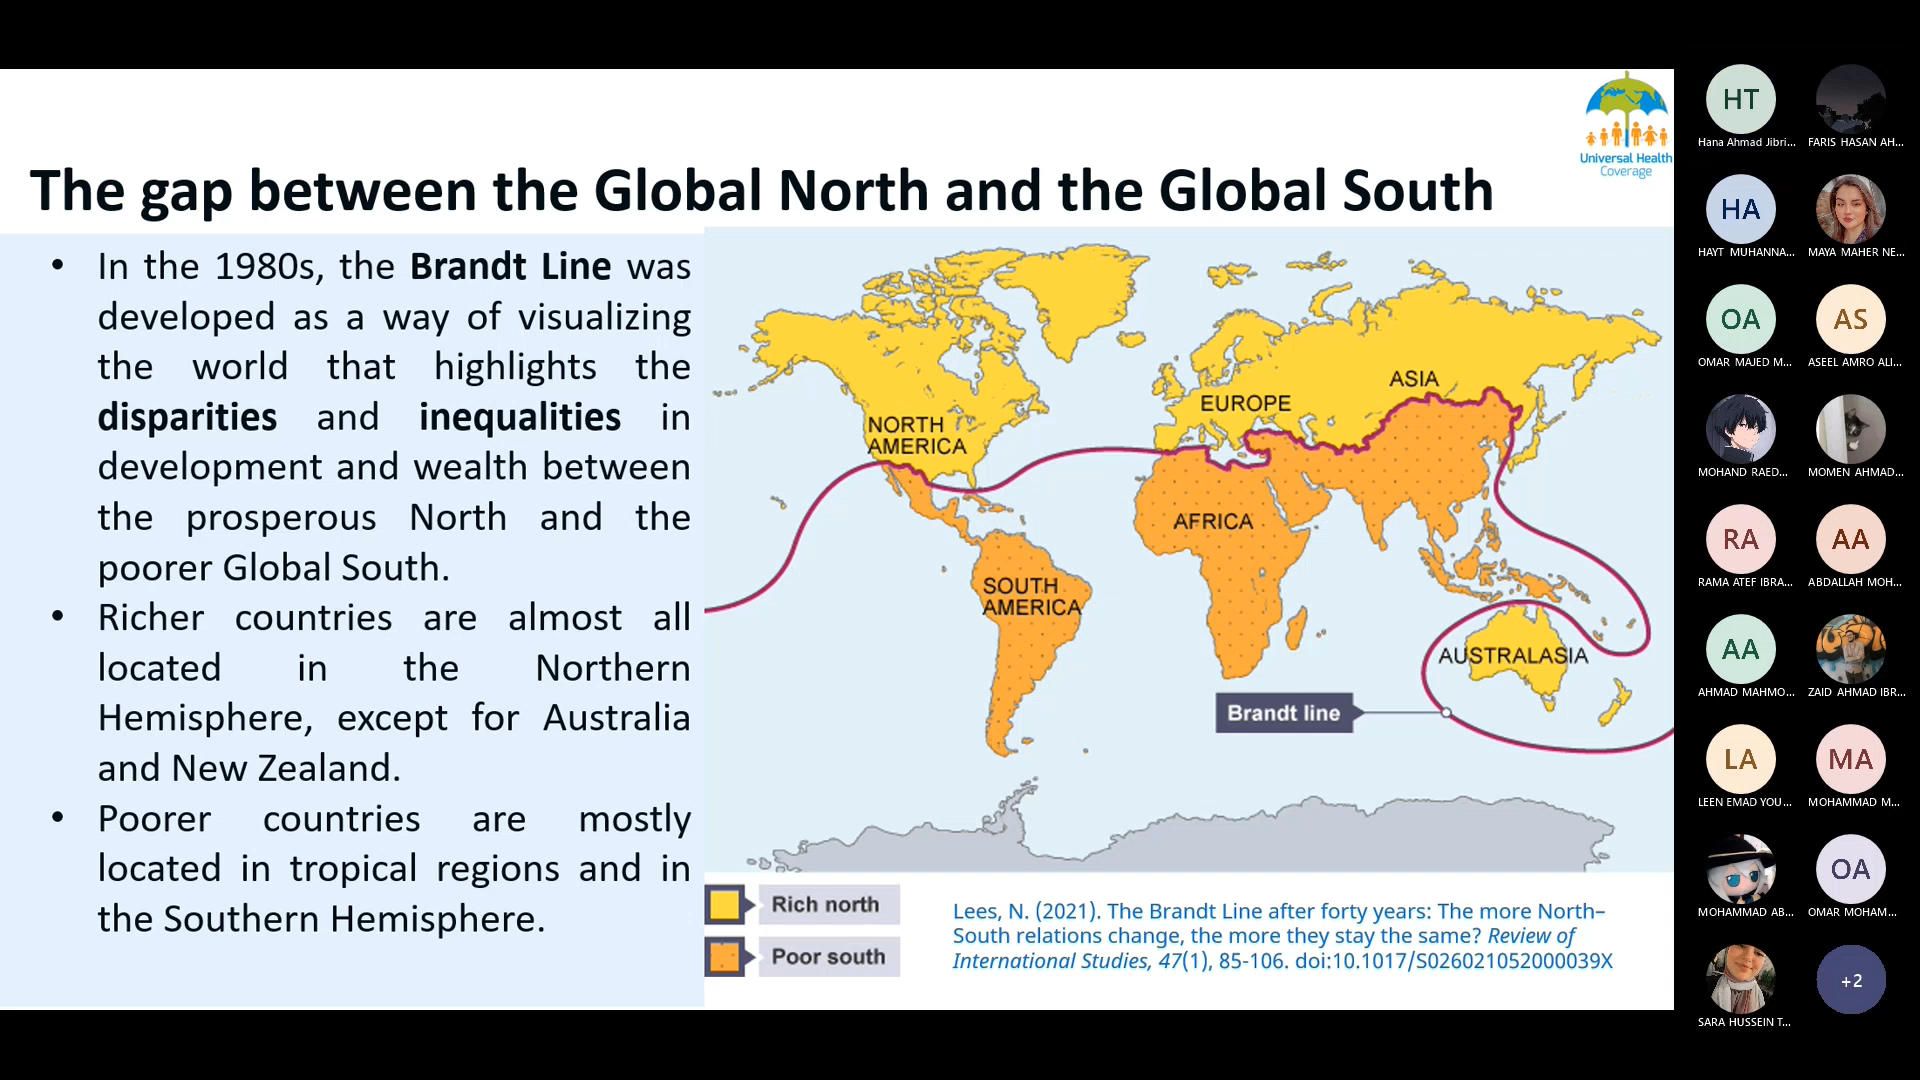 Universal Health
Coverage
The gap between the Global North and the Global South
• In the 1980s, the Brandt Line was
developed as a way of visualizing
the world that highlights the
disparities and inequalities in
development and wealth between
the prosperous North and the
poorer Global South.
• Richer countries are almost all
located in the Northern
Hemisphere, except for Australia
and New Zealand.
• Poorer countries are mostly
located in tropical regions and in
the Southern Hemisphere.
NORTH
AMERICA
EUROPE
ASIA
AFRICA
SOUTH
AMERICA
AUSTRALASIA
Brandt line
Rich north
Poor south
Lees, N. (2021). The Brandt Line after forty years: The more North–
South relations change, the more they stay the same? Review of
International Studies, 47(1), 85-106. doi:10.1017/S026021052000039X
HT
Hana Ahmad Jibri...
FARIS HASAN AH...
HA
HAYT MUHANNA...
MAYA MAHER NE...
OA
OMAR MAJED M...
AS
ASEEL AMRO ALI...
MOHAND RAED...
MOMEN AHMAD...
RA
RAMA ATEF IBRA...
AA
ABDALLAH MOH...
AA
AHMAD MAHMO...
ZAID AHMAD IBR...
LA
LEEN EMAD YOU...
MA
MOHAMMAD M...
MOHAMMAD AB...
OA
OMAR MOHAM...
SARA HUSSEIN T...
+2